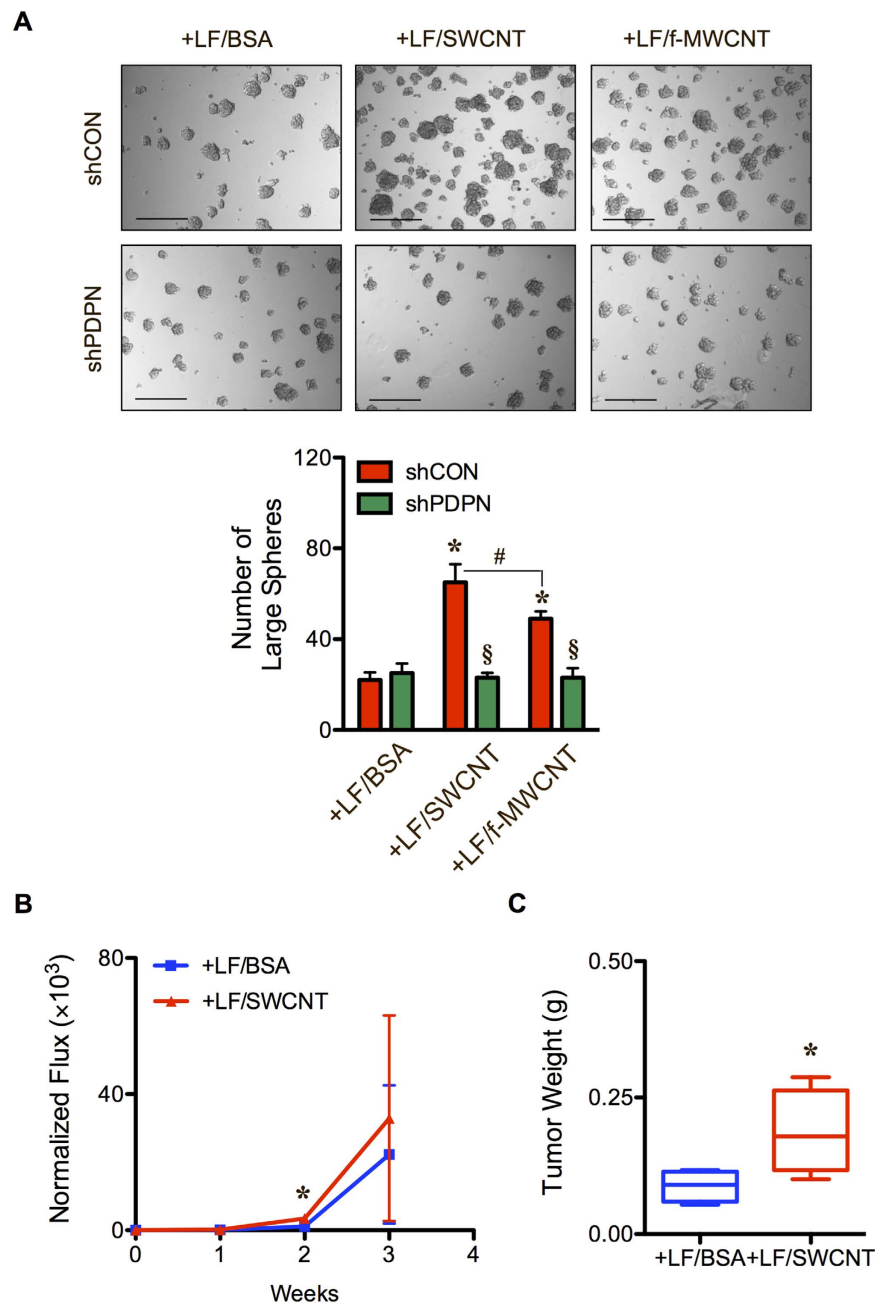 A
+LF/BSA
+LF/SWCNT
+LF/f-MWCNT
shCON
shPDPN
120
80
40
0
Number of
Large Spheres
shCON
shPDPN
*
#
*
§
§
+LF/BSA
+LF/SWCNT
+LF/f-MWCNT
B
80
40
0
Normalized Flux (×10³)
+LF/BSA
+LF/SWCNT
*
0 1 2 3 4
Weeks
C
0.50
0.25
0.00
Tumor Weight (g)
*
+LF/BSA +LF/SWCNT